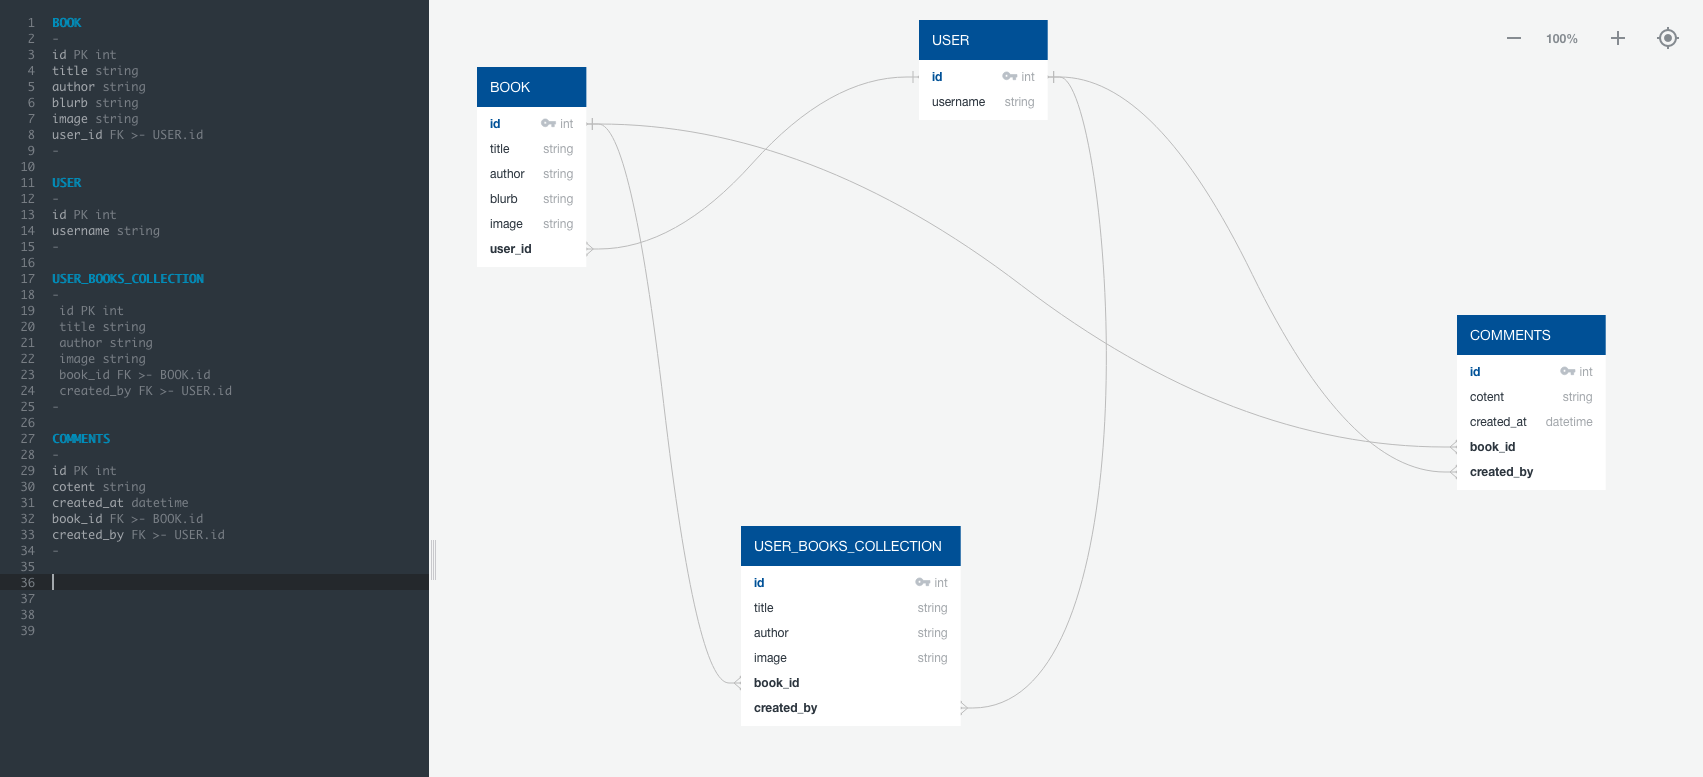 1 BOOK
2 -
3 id PK int
4 title string
5 author string
6 blurb string
7 image string
8 user_id FK >- USER.id
9 -
10
11 USER
12 -
13 id PK int
14 username string
15 -
16
17 USER_BOOKS_COLLECTION
18 -
19 id PK int
20 title string
21 author string
22 image string
23 book_id FK >- BOOK.id
24 created_by FK >- USER.id
25 -
26
27 COMMENTS
28 -
29 id PK int
30 cotent string
31 created_at datetime
32 book_id FK >- BOOK.id
33 created_by FK >- USER.id
34 -
35
36
37
38
39
BOOK
id int
title string
author string
blurb string
image string
user_id
USER
id int
username string
100%
COMMENTS
id int
cotent string
created_at datetime
book_id
created_by
USER_BOOKS_COLLECTION
id int
title string
author string
image string
book_id
created_by